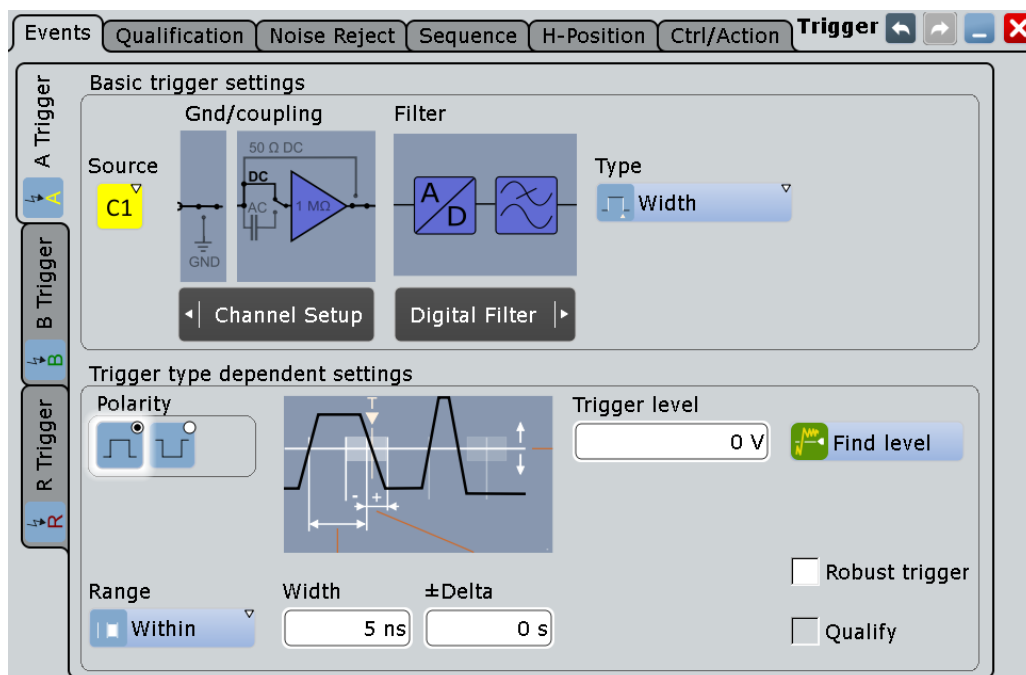 Events Qualification Noise Reject Sequence H-Position Ctrl/Action Trigger
A Trigger
A
B Trigger
B
R Trigger
R
Basic trigger settings
Gnd/coupling Filter
Source
C1
50 Ω DC
DC
AC
1 MΩ
GND
A
D
Type
Width
Channel Setup Digital Filter
Trigger type dependent settings
Polarity
T
- +
Trigger level
0 V
N
Find level
Robust trigger
Range Width ±Delta
Within 5 ns 0 s
Qualify